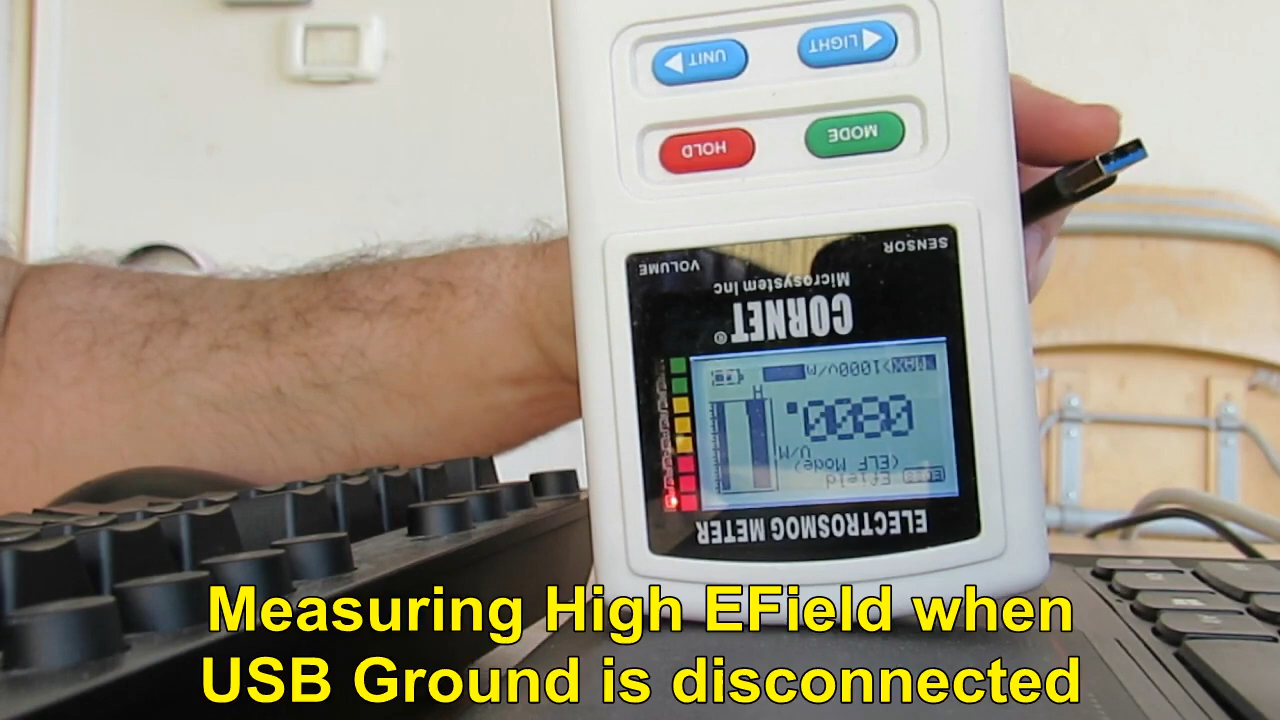 ELECTROSMOG METER
Efield
(ELF Mode)
V/M
0800.
MAX>1000v/m
CORNET®
Microsystem Inc
SENSOR VOLUME
MODE HOLD
LIGHT UNIT
Measuring High EField when
USB Ground is disconnected